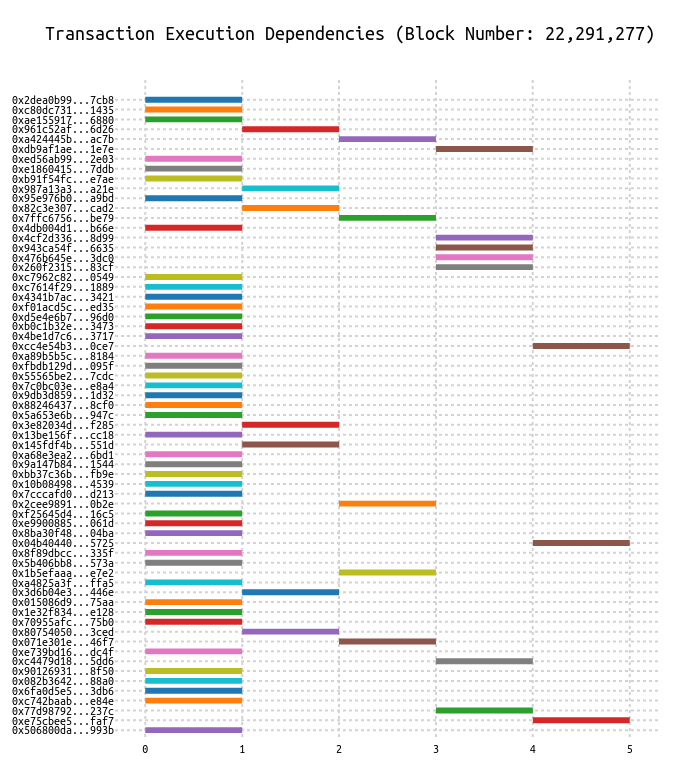 Transaction Execution Dependencies (Block Number: 22,291,277)
0x2dea0b99...7cb8
0xc80dc731...1435
0xae155917...6880
0x961c52af...6d26
0xa424445b...ac7b
0xdb9af1ae...1e7e
0xed56ab99...2e03
0xe1860415...7ddb
0xb91f54fc...e7ae
0x987a13a3...a21e
0x95e976b0...a9bd
0x82c3e307...cad2
0x7ffc6756...be79
0x4db004d1...b66e
0x4cf2d336...8d99
0x943ca54f...6635
0x476b645e...3dc0
0x260f2315...83cf
0xc7962c82...0549
0xc7614f29...1889
0x4341b7ac...3421
0xf01acd5c...ed35
0xd5e4e6b7...96d0
0xb0c1b32e...3473
0x4be1d7c6...3717
0xcc4e54b3...0ce7
0xa89b5b5c...8184
0xfbdb129d...095f
0x55565be2...7cdc
0x7c0bc03e...e8a4
0x9db3d859...1d32
0x88246437...8cf0
0x5a653e6b...947c
0x3e82034d...f285
0x13be156f...cc18
0x145fdf4b...551d
0xa68e3ea2...6bd1
0x9a147b84...1544
0xbb37c36b...fb9e
0x10b08498...4539
0x7cccafd0...d213
0x2cee9891...0b2e
0xf25645d4...16c5
0xe9900885...061d
0x8ba30f48...04ba
0x04b40440...5725
0x8f89dbcc...335f
0x5b406bb8...573a
0x1b5efaaa...e7e2
0xa4825a3f...ffa5
0x3d6b04e3...446e
0x015086d9...75aa
0x1e32f834...e128
0x70955afc...75b0
0x80754050...3ced
0x071e301e...46f7
0xe739bd16...dc4f
0xc4479d18...5dd6
0x90126931...8f50
0x082b3642...88a0
0x6fa0d5e5...3db6
0xc742baab...e84e
0x77d98792...237c
0xe75cbee5...faf7
0x506800da...993b
0 1 2 3 4 5